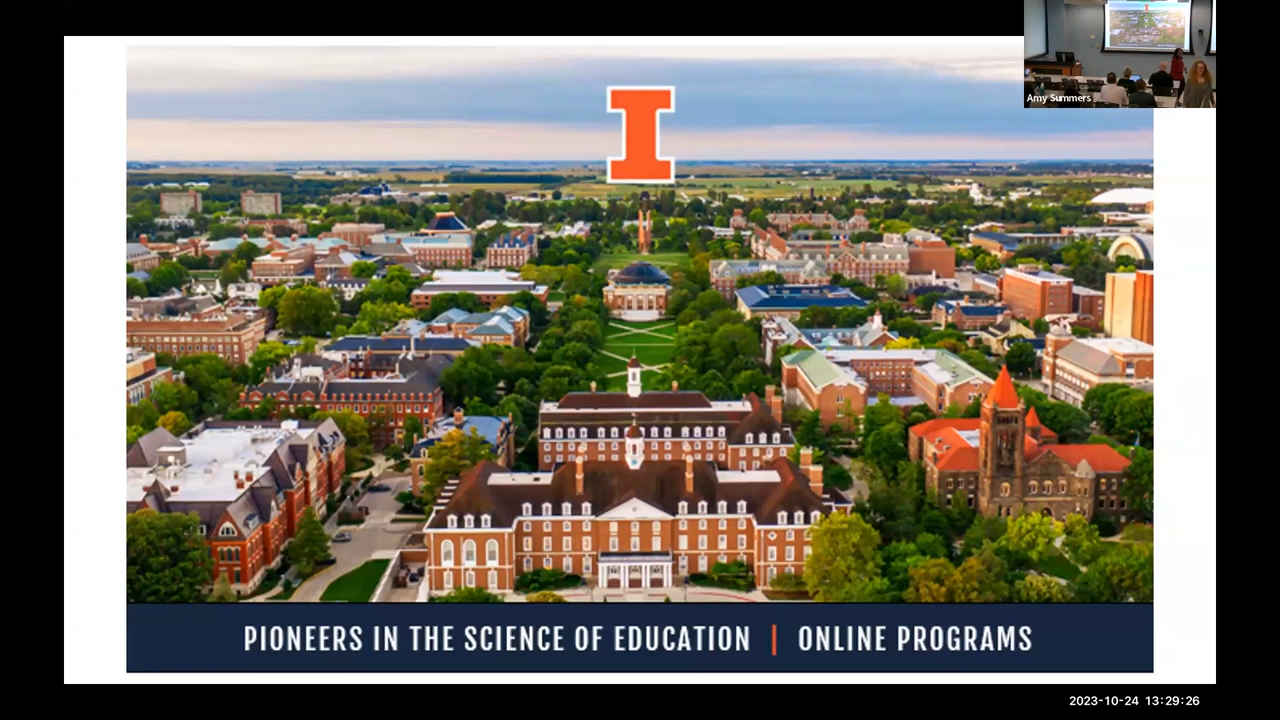 I
Amy Summers
PIONEERS IN THE SCIENCE OF EDUCATION | ONLINE PROGRAMS
2023-10-24 13:29:26